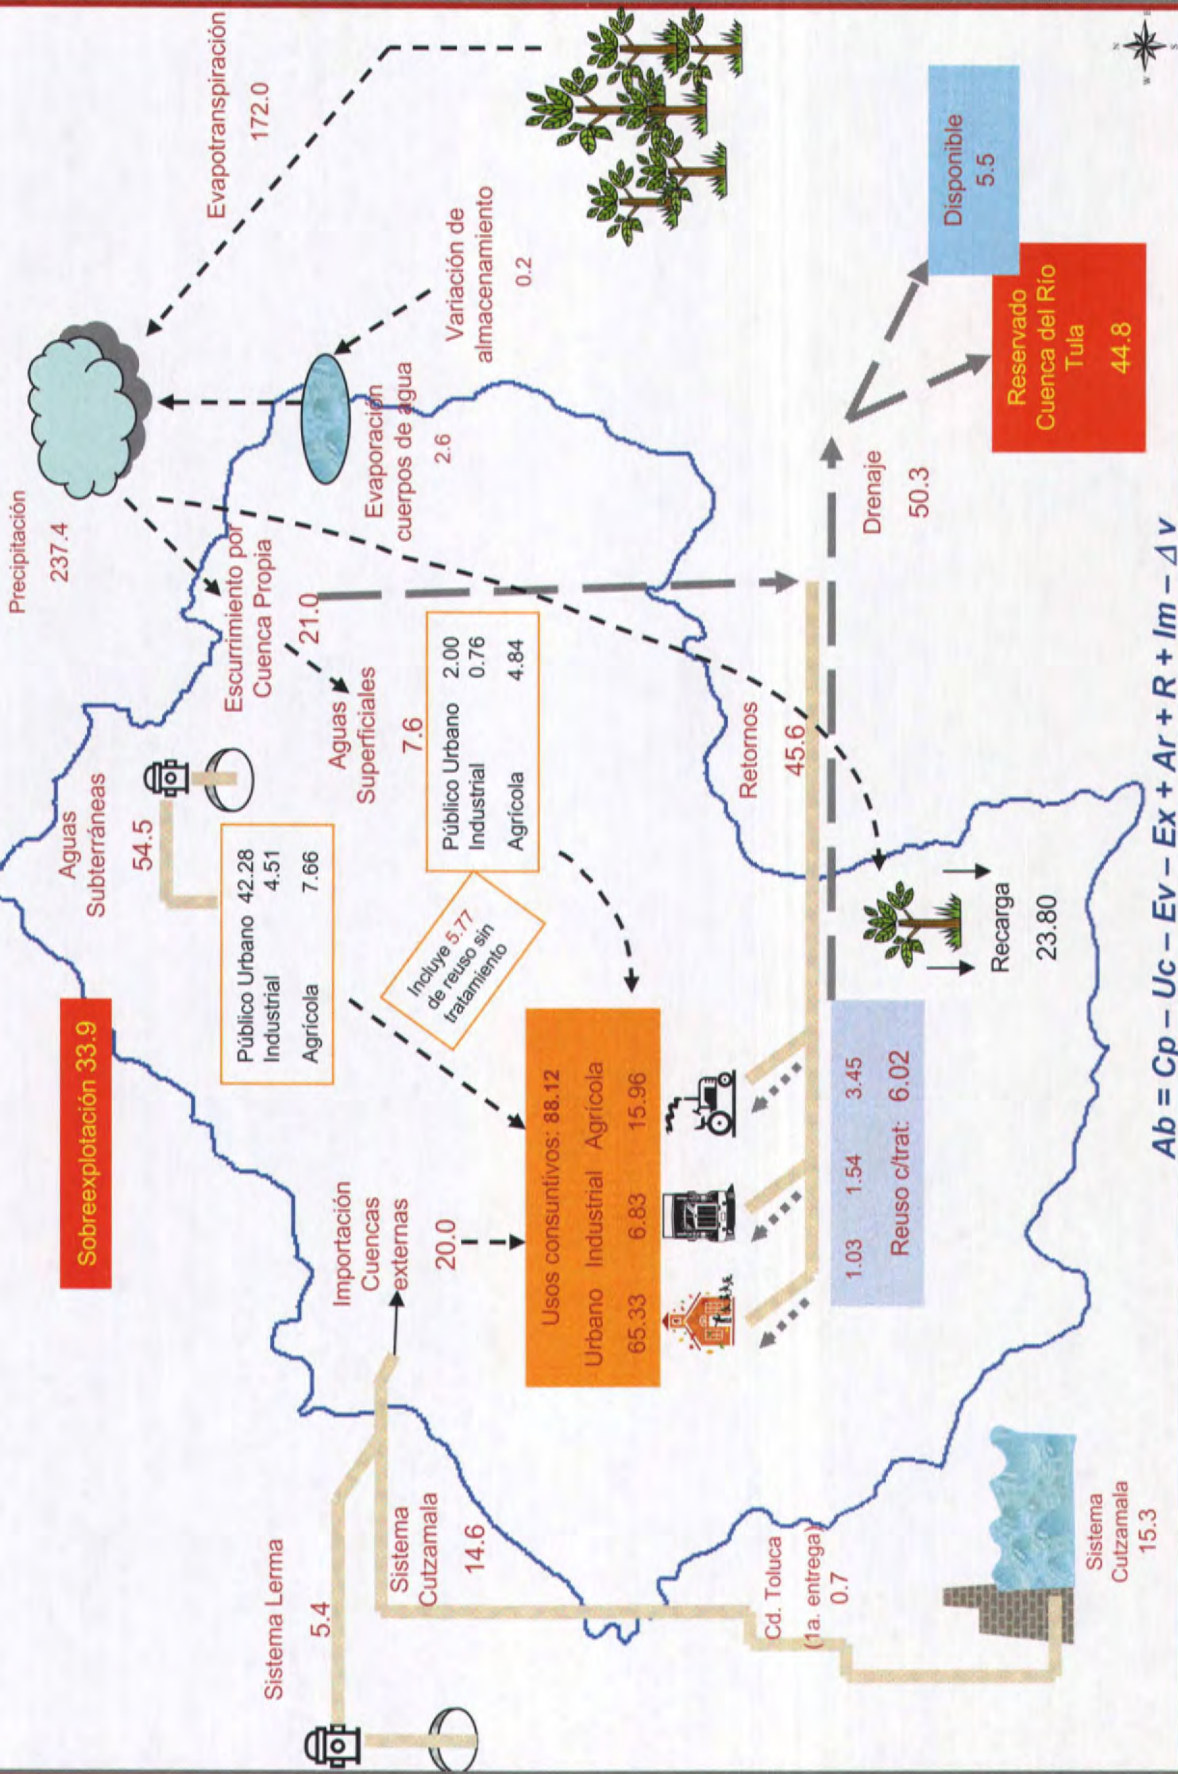 Sobreexplotación 33.9
Aguas
Subterráneas
54.5
Precipitación
237.4
Evapotranspiración
172.0
Sistema Lerma
5.4
Importación
Cuencas
externas
20.0
Público Urbano 42.28
Industrial 4.51
Agrícola 7.66
Escurrimiento por
Cuenca Propia
21.0
Evaporación
cuerpos de agua
2.6
Variación de
almacenamiento
0.2
Sistema
Cutzamala
14.6
Incluye 5.77
de reuso sin
tratamiento
Aguas
Superficiales
7.6
Público Urbano 2.00
Industrial 0.76
Agrícola 4.84
Usos consuntivos: 88.12
Urbano Industrial Agrícola
65.33 6.83 15.96
Retornos
45.6
Cd. Toluca
(1a. entrega)
0.7
1.03 1.54 3.45
Reuso c/trat: 6.02
Drenaje
50.3
Disponible
5.5
Reservado
Cuenca del Río
Tula
44.8
Recarga
23.80
Sistema
Cutzamala
15.3
Ab = Cp – Uc – Ev – Ex + Ar + R + Im – Δv
N
W
E
S